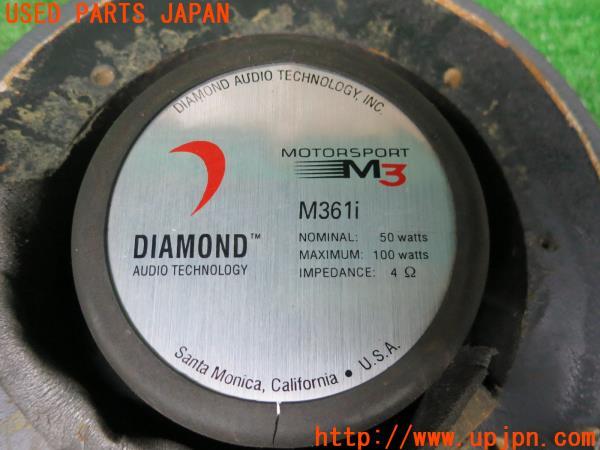 USED PARTS JAPAN
DIAMOND AUDIO TECHNOLOGY, INC.
MOTORSPORT
M3
M361i
DIAMOND™
AUDIO TECHNOLOGY
NOMINAL: 50 watts
MAXIMUM: 100 watts
IMPEDANCE: 4 Ω
Santa Monica, California • U.S.A.
http://www.upjpn.com/